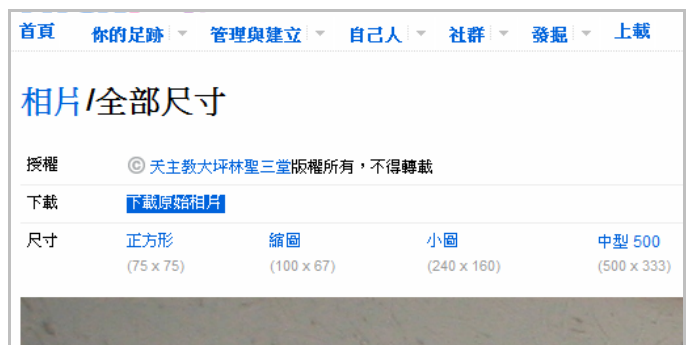 首頁 你的足跡 管理與建立 自己人 社群 發掘 上載
相片/全部尺寸
授權 © 天主教大坪林聖三堂版權所有，不得轉載
下載 下載原始相片
尺寸 正方形 縮圖 小圖 中型 500
(75 x 75) (100 x 67) (240 x 160) (500 x 333)